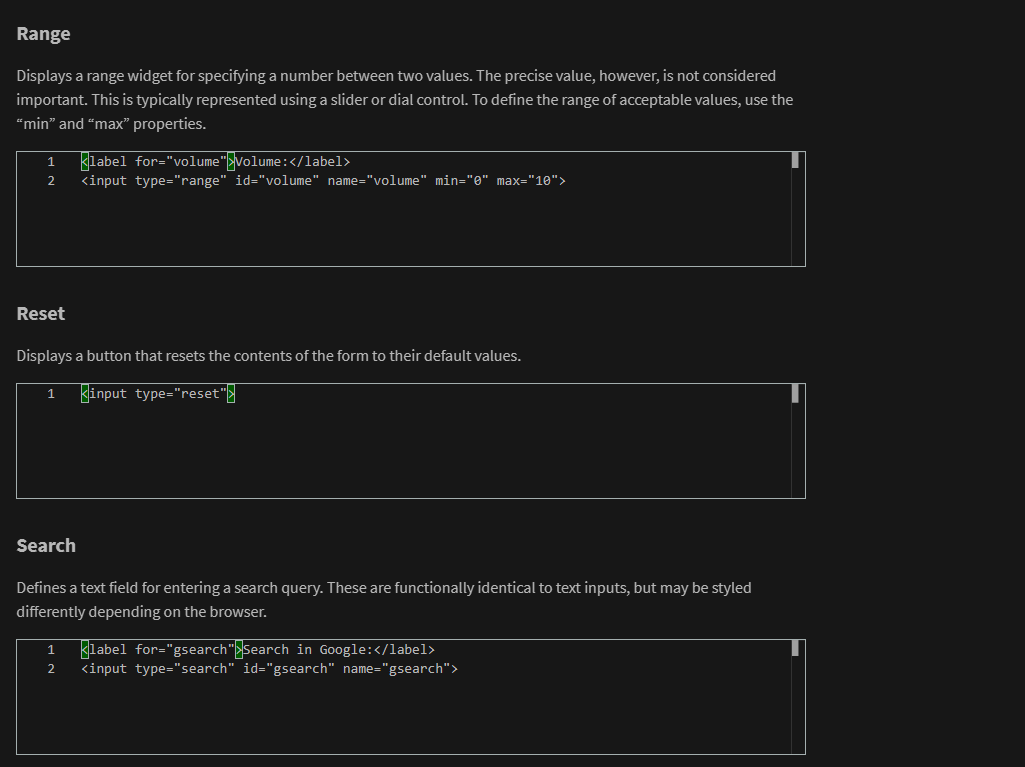 Range
Displays a range widget for specifying a number between two values. The precise value, however, is not considered
important. This is typically represented using a slider or dial control. To define the range of acceptable values, use the
“min” and “max” properties.
1 <label for="volume">Volume:</label>
2 <input type="range" id="volume" name="volume" min="0" max="10">
Reset
Displays a button that resets the contents of the form to their default values.
1 <input type="reset">
Search
Defines a text field for entering a search query. These are functionally identical to text inputs, but may be styled
differently depending on the browser.
1 <label for="gsearch">Search in Google:</label>
2 <input type="search" id="gsearch" name="gsearch">